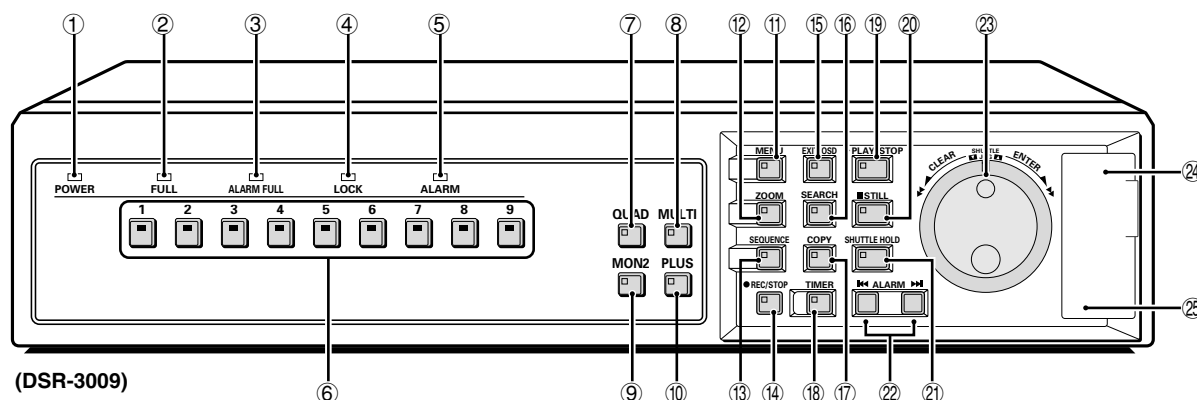 ① ② ③ ④ ⑤ ⑦ ⑧ ⑫ ⑪ ⑮ ⑯ ⑲ ⑳ ㉓
POWER FULL ALARM FULL LOCK ALARM
1 2 3 4 5 6 7 8 9
QUAD MULTI
MON2 PLUS
MENU EXIT/OSD PLAY/STOP
ZOOM SEARCH ■STILL
SEQUENCE COPY SHUTTLE HOLD
●REC/STOP TIMER ⏮ ALARM ⏭
CLEAR SHUTTLE ENTER
▼ JOG ▲
◀◀ ▶▶
㉔
㉕
(DSR-3009)
⑥ ⑨ ⑩ ⑬ ⑭ ⑱ ⑰ ㉒ ㉑